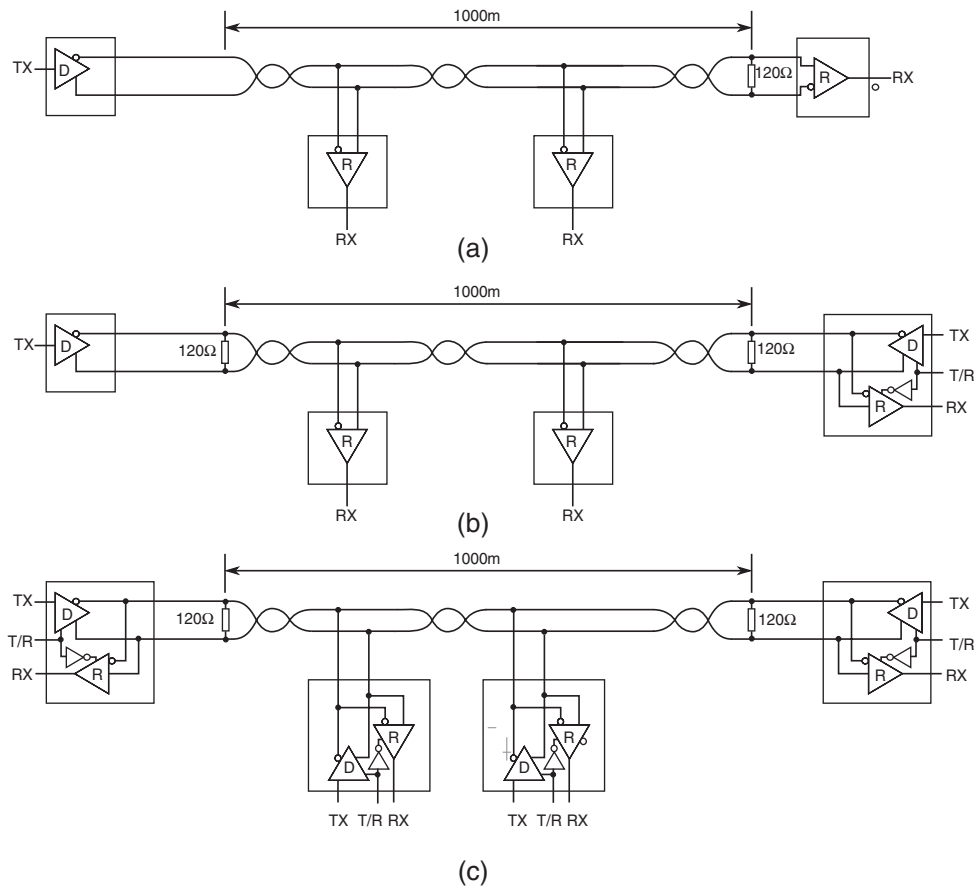 1000m
TX D 120Ω R RX
R R
RX RX
(a)
1000m
TX D 120Ω 120Ω D TX
T/R
R R R RX
RX RX
(b)
1000m
TX D 120Ω 120Ω D TX
T/R T/R
RX R R RX
R R
D D
TX T/R RX TX T/R RX
(c)